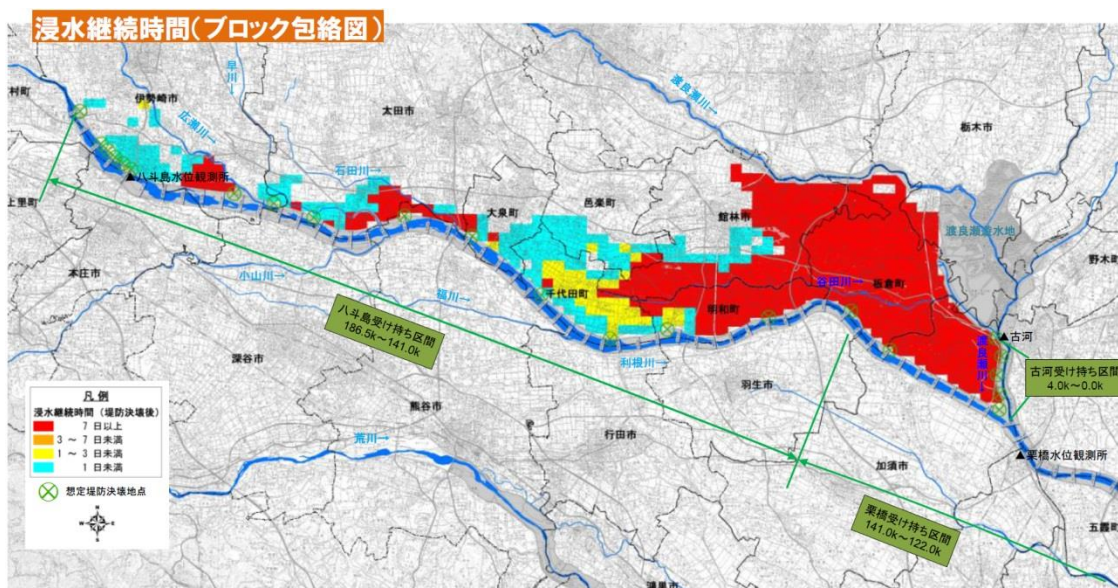 浸水継続時間(ブロック包絡図)
早川↓
伊勢崎市
広瀬川→
太田市
渡良瀬川→
栃木市
八斗島水位観測所
上里町
石田川→
大泉町
邑楽町
館林市
渡良瀬遊水地
野木町
本庄市
小山川→
福川→
千代田町
明和町
谷田川→
板倉町
八斗島受け持ち区間
186.5k~141.0k
古河
渡良瀬川→
古河受け持ち区間
4.0k~0.0k
深谷市
利根川→
羽生市
凡 例
浸水継続時間(堤防決壊後)
7 日以上
3 ~ 7 日未満
1 ~ 3 日未満
1 日未満
想定堤防決壊地点
熊谷市
荒川→
行田市
加須市
栗橋水位観測所
栗橋受け持ち区間
141.0k~122.0k
五霞町